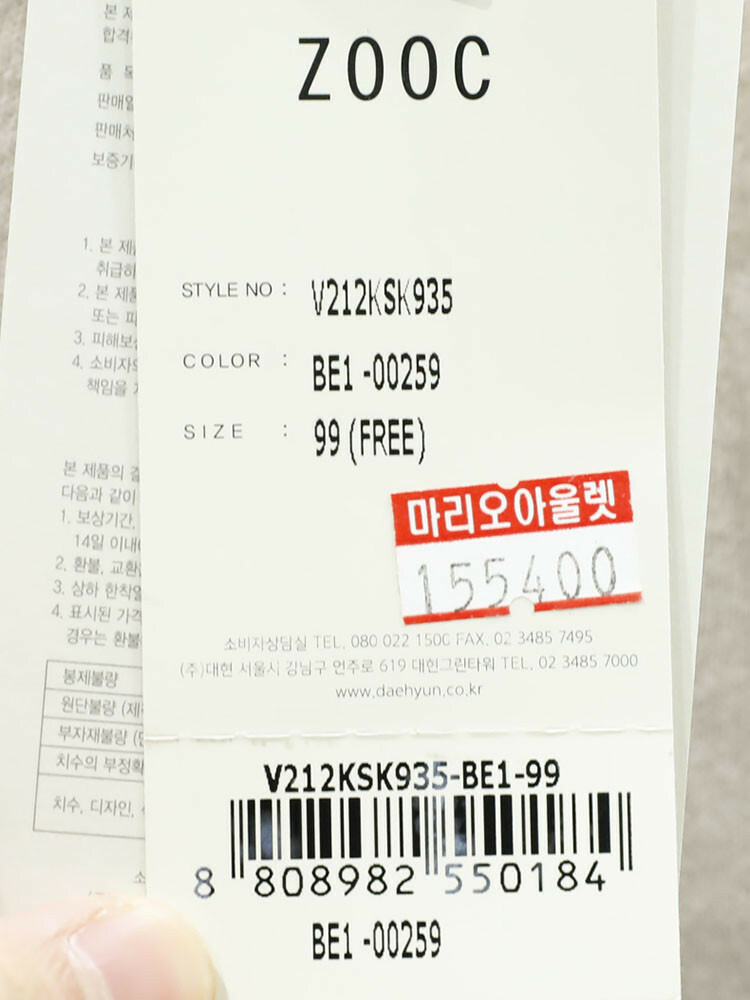 ZOOC
STYLE NO : V212KSK935
COLOR : BE1 -00259
SIZE : 99 (FREE)
마리오아울렛
155400
소비자상담실 TEL. 080 022 1500 FAX. 02 3485 7495
(주)대현 서울시 강남구 언주로 619 대현그린타워 TEL. 02 3485 7000
www.daehyun.co.kr
V212KSK935-BE1-99
8 808982 550184
BE1 -00259
본
합격
품 목
판매일
판매처
보증기
1. 본 제
취급하
2. 본 제품
또는
3. 피해보
4. 소비자
책임을
본 제품의
다음과 같이
1. 보상기간,
14일 이내
2. 환불, 교환
3. 상하 한착
4. 표시된 가격
경우는 환불
봉제불량
원단불량 (제
부자재불량
치수의 부정확
치수, 디자인,
소